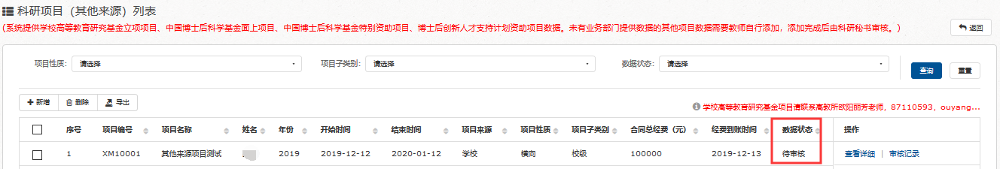 科研项目（其他来源）列表
(系统提供学校高等教育研究基金立项项目、中国博士后科学基金面上项目、中国博士后科学基金特别资助项目、博士后创新人才支持计划资助项目数据。未有业务部门提供数据的其他项目数据需要教师自行添加，添加完成后由科研秘书审核。)
返回
项目性质: 请选择 项目子类别: 请选择 数据状态: 请选择 查询 重置
新增 删除 导出
学校高等教育研究基金项目请联系高教所欧阳丽芳老师，87110593，ouyang...
序号 项目编号 项目名称 姓名 年份 开始时间 结束时间 项目来源 项目性质 项目子类别 合同总经费（元） 经费到账时间 数据状态 操作
1 XM10001 其他来源项目测试 2019 2019-12-12 2020-01-12 学校 横向 校级 100000 2019-12-13 待审核 查看详细 | 审核记录